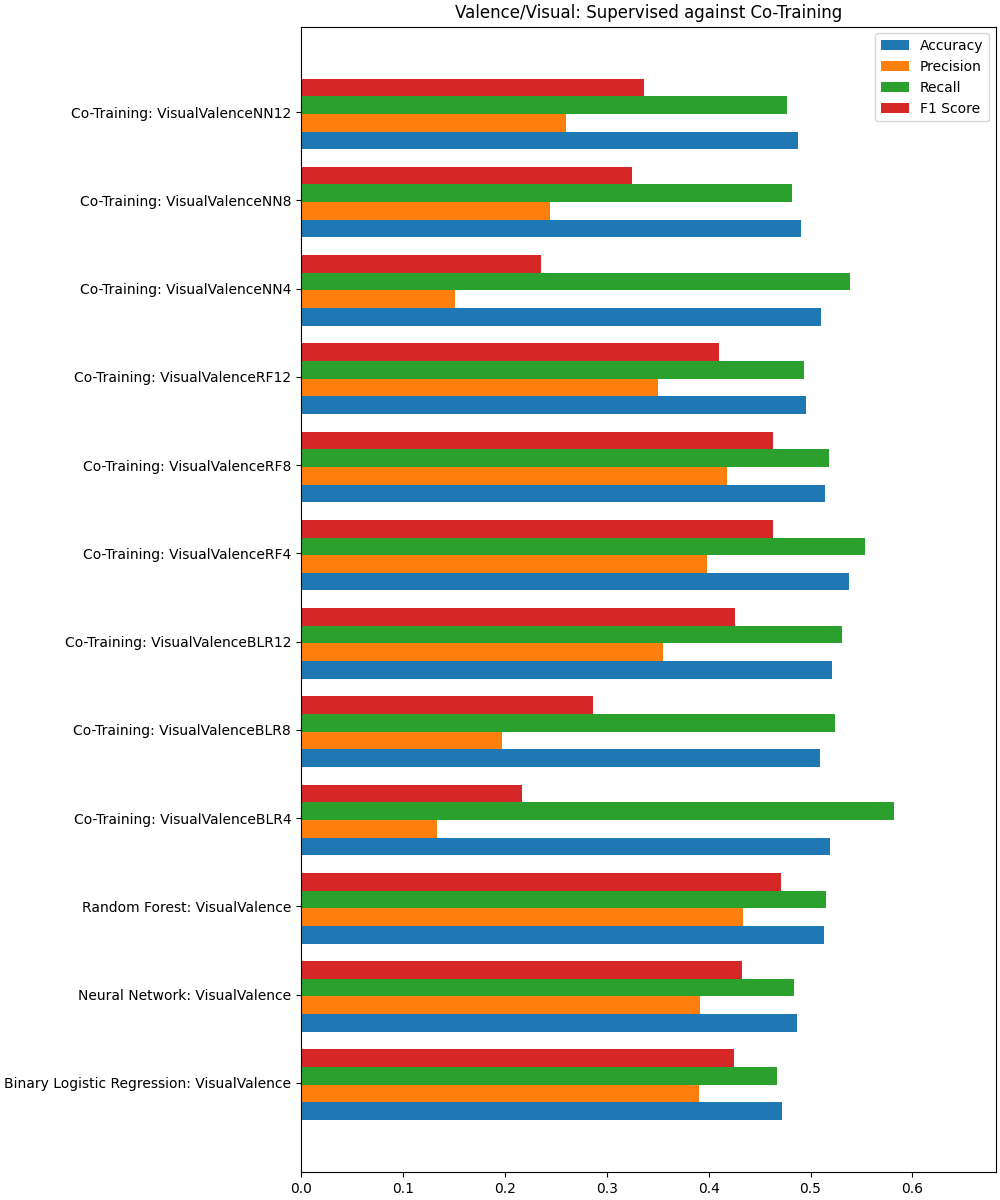 Valence/Visual: Supervised against Co-Training
Accuracy
Precision
Recall
F1 Score
Co-Training: VisualValenceNN12
Co-Training: VisualValenceNN8
Co-Training: VisualValenceNN4
Co-Training: VisualValenceRF12
Co-Training: VisualValenceRF8
Co-Training: VisualValenceRF4
Co-Training: VisualValenceBLR12
Co-Training: VisualValenceBLR8
Co-Training: VisualValenceBLR4
Random Forest: VisualValence
Neural Network: VisualValence
Binary Logistic Regression: VisualValence
0.0 0.1 0.2 0.3 0.4 0.5 0.6